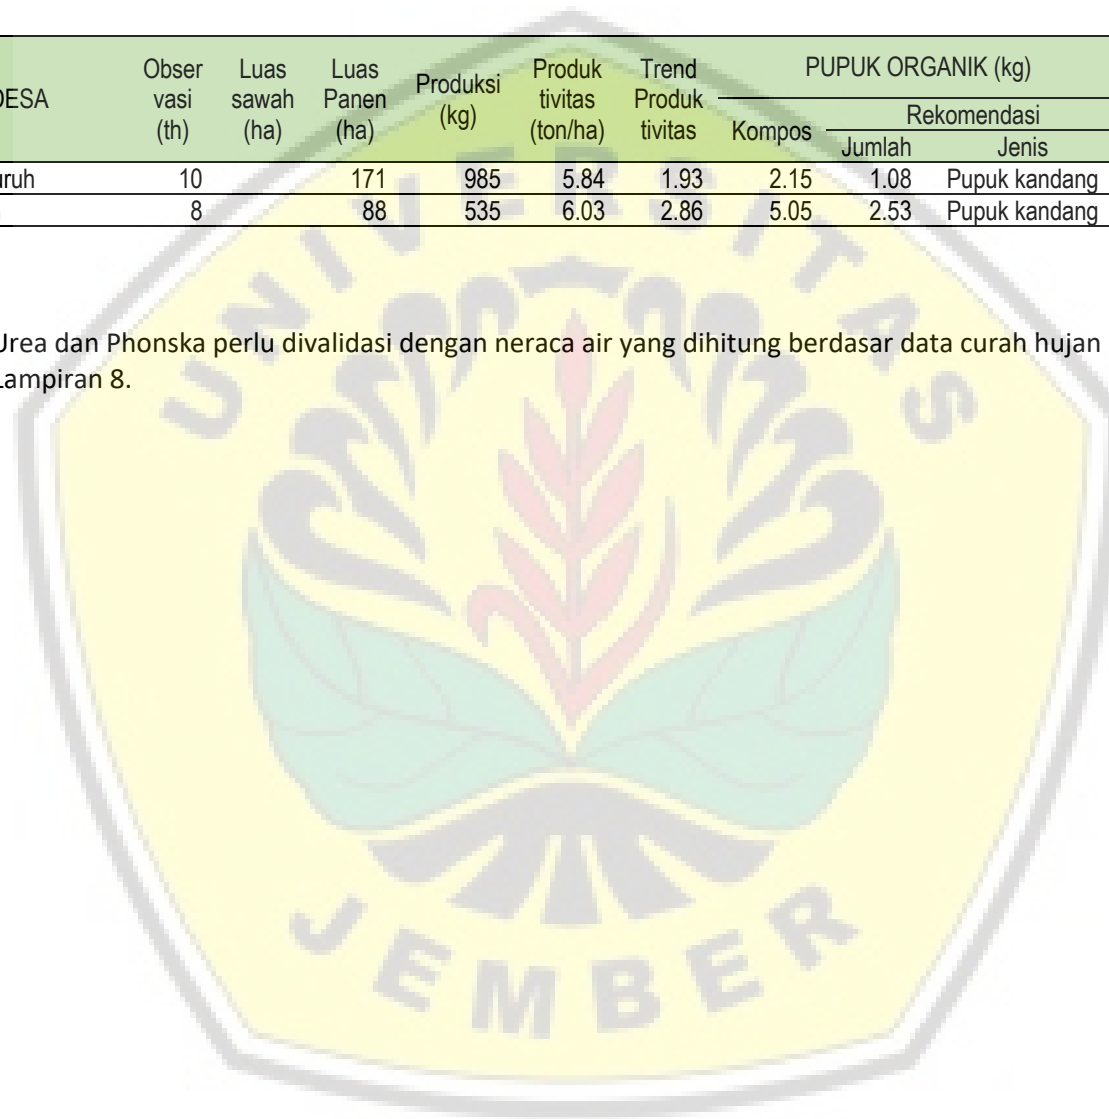 DESA Obser vasi (th) Luas sawah (ha) Luas Panen (ha) Produksi (kg) Produk tivitas (ton/ha) Trend Produk tivitas PUPUK ORGANIK (kg)
Kompos Rekomendasi
Jumlah Jenis
uruh 10 171 985 5.84 1.93 2.15 1.08 Pupuk kandang
8 88 535 6.03 2.86 5.05 2.53 Pupuk kandang
Urea dan Phonska perlu divalidasi dengan neraca air yang dihitung berdasar data curah hujan
Lampiran 8.
UNIVERSITAS
JEMBER